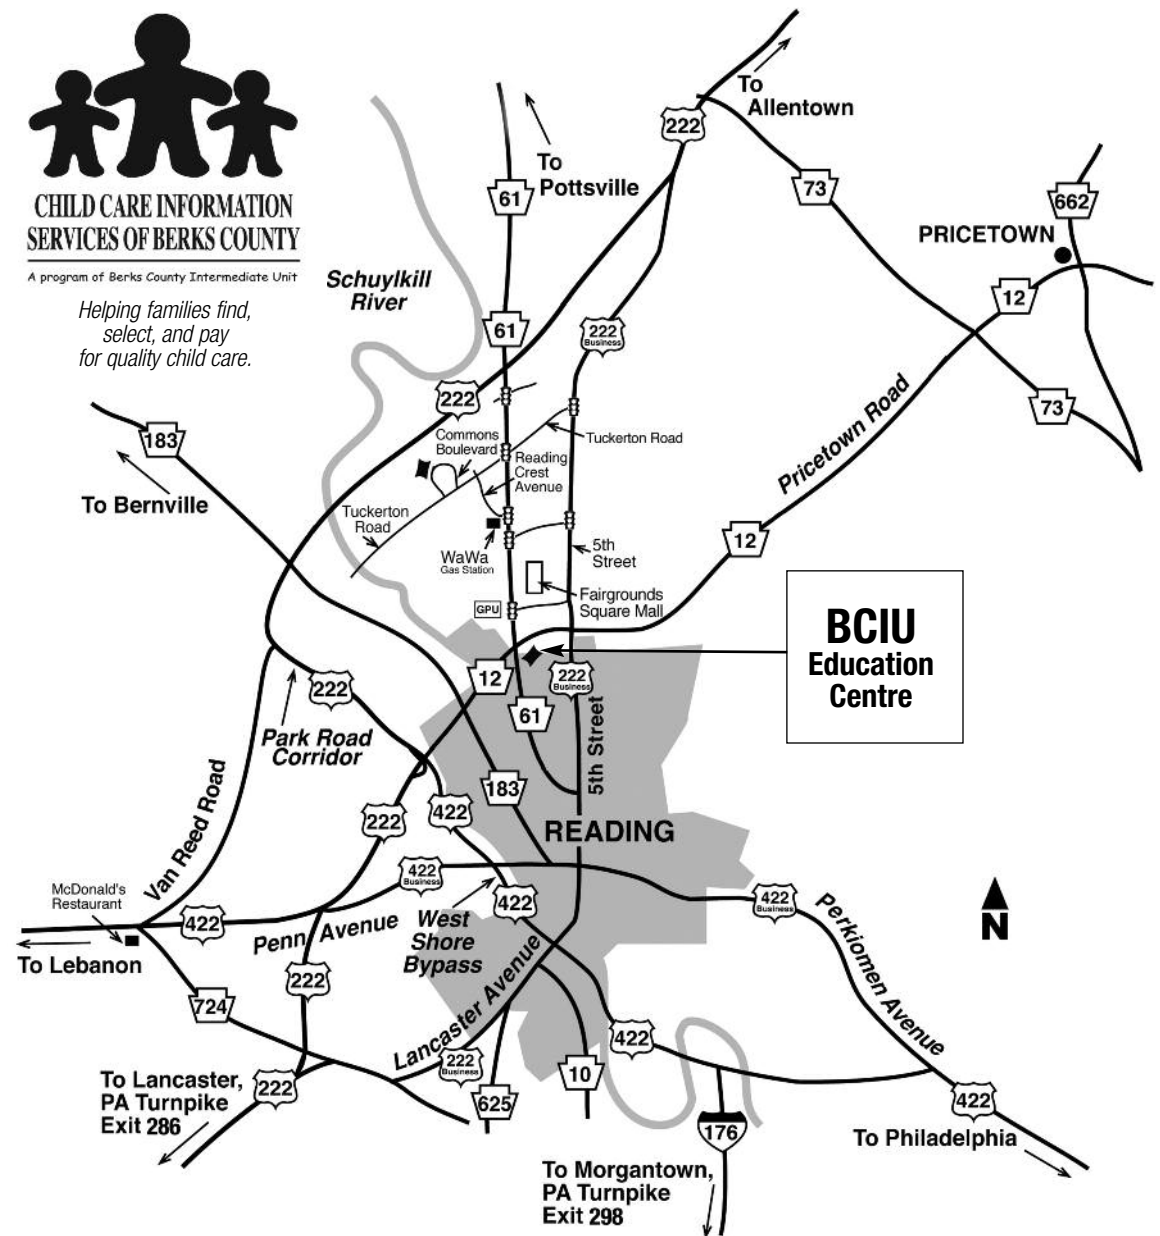 CHILD CARE INFORMATION
SERVICES OF BERKS COUNTY
A program of Berks County Intermediate Unit
Helping families find,
select, and pay
for quality child care.
To
Allentown
222
To
Pottsville
61
73
662
PRICETOWN
12
Schuylkill
River
61
222
Business
222
73
Pricetown Road
183
To Bernville
Commons
Boulevard
Tuckerton Road
Reading
Crest
Avenue
Tuckerton
Road
WaWa
Gas Station
5th
Street
12
Fairgrounds
Square Mall
GPU
BCIU
Education
Centre
12
222
Business
222
61
5th Street
Park Road
Corridor
183
Van Reed Road
222
422
READING
422
Business
McDonald's
Restaurant
422
Penn Avenue
West
Shore
Bypass
422
422
Business
Perkiomen Avenue
N
To Lebanon
222
724
Lancaster Avenue
422
222
Business
10
To Lancaster,
PA Turnpike
Exit 286
222
625
176
422
To Philadelphia
To Morgantown,
PA Turnpike
Exit 298